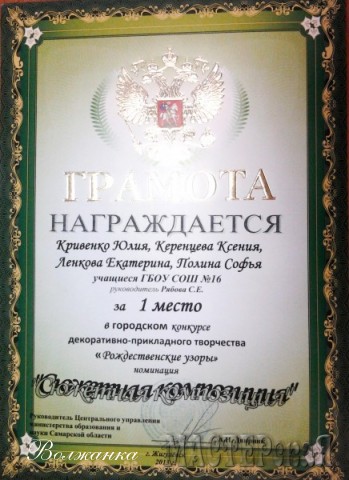 ГРАМОТА
НАГРАЖДАЕТСЯ
Кривенко Юлия, Керенцева Ксения,
Ленкова Екатерина, Полина Софья
учащиеся ГБОУ СОШ №16
руководитель Рябова С.Е.
за 1 место
в городском конкурсе
декоративно-прикладного творчества
«Рождественские узоры»
номинация
"Сюжетная композиция"
Руководитель Центрального управления
министерства образования и
науки Самарской области
Волжанка